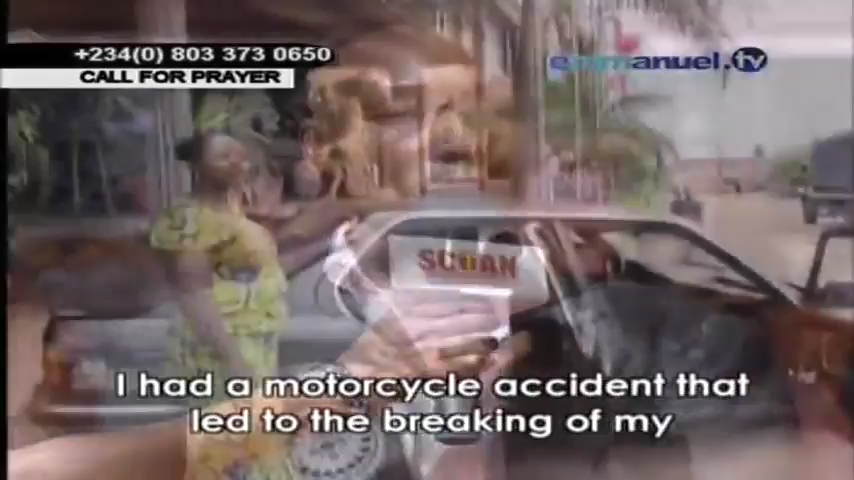 +234(0) 803 373 0650
CALL FOR PRAYER
emmanuel.tv
SCOAN
I had a motorcycle accident that
led to the breaking of my